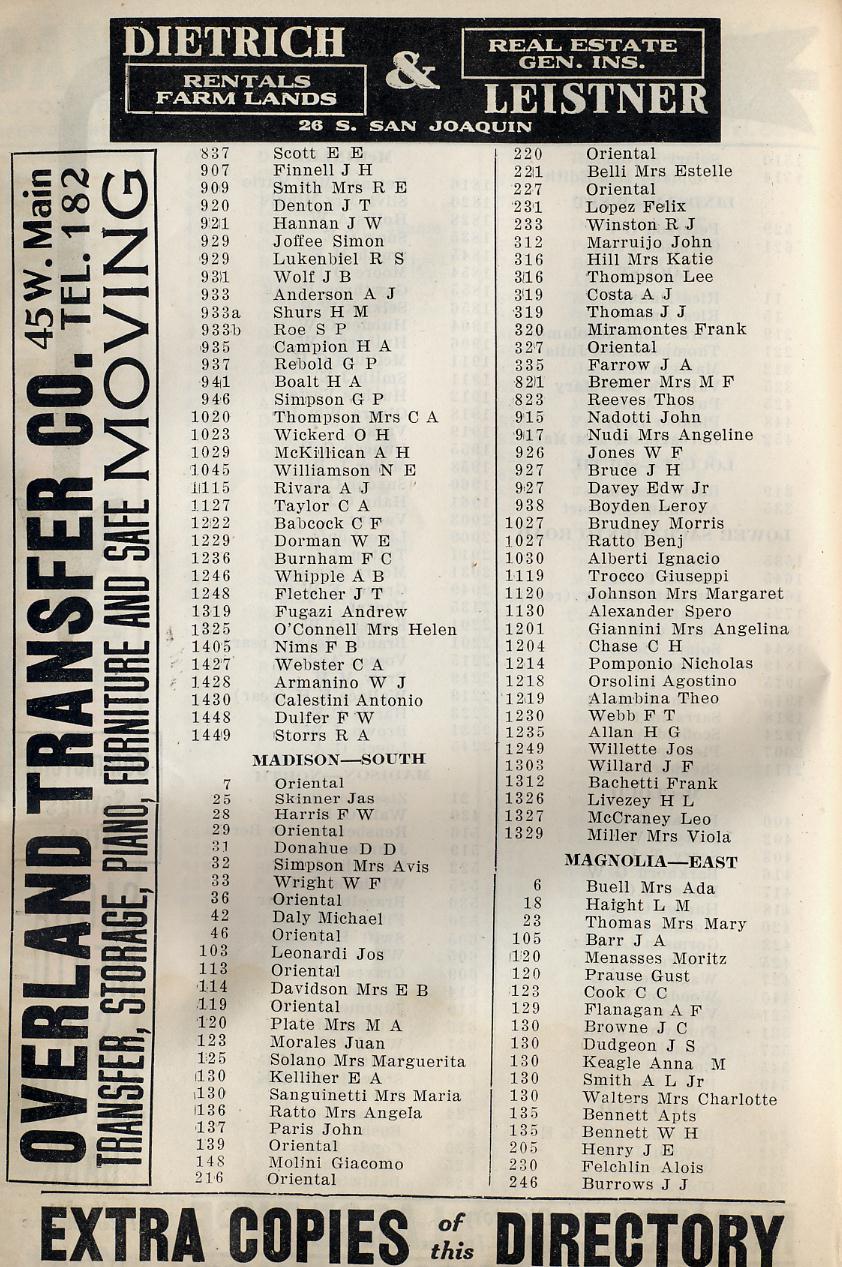 DIETRICH
RENTALS
FARM LANDS
&
REAL ESTATE
GEN. INS.
LEISTNER
26 S. SAN JOAQUIN
OVERLAND TRANSFER CO. 45 W. Main
TEL. 182
TRANSFER, STORAGE, PIANO, FURNITURE AND SAFE MOVING
837 Scott E E
907 Finnell J H
909 Smith Mrs R E
920 Denton J T
921 Hannan J W
929 Joffee Simon
929 Lukenbiel R S
931 Wolf J B
933 Anderson A J
933a Shurs H M
933b Roe S P
935 Campion H A
937 Rebold G P
941 Boalt H A
946 Simpson G P
1020 Thompson Mrs C A
1023 Wickerd O H
1029 McKillican A H
1045 Williamson N E
1115 Rivara A J
1127 Taylor C A
1222 Babcock C F
1229 Dorman W E
1236 Burnham F C
1246 Whipple A B
1248 Fletcher J T
1319 Fugazi Andrew
1325 O'Connell Mrs Helen
1405 Nims F B
1427 Webster C A
1428 Armanino W J
1430 Calestini Antonio
1448 Dulfer F W
1449 Storrs R A
MADISON—SOUTH
7 Oriental
25 Skinner Jas
28 Harris F W
29 Oriental
31 Donahue D D
32 Simpson Mrs Avis
33 Wright W F
36 Oriental
42 Daly Michael
46 Oriental
103 Leonardi Jos
113 Oriental
114 Davidson Mrs E B
119 Oriental
120 Plate Mrs M A
123 Morales Juan
125 Solano Mrs Marguerita
130 Kelliher E A
130 Sanguinetti Mrs Maria
136 Ratto Mrs Angela
137 Paris John
139 Oriental
148 Molini Giacomo
216 Oriental
220 Oriental
221 Belli Mrs Estelle
227 Oriental
231 Lopez Felix
233 Winston R J
312 Marruijo John
316 Hill Mrs Katie
316 Thompson Lee
319 Costa A J
319 Thomas J J
320 Miramontes Frank
327 Oriental
335 Farrow J A
821 Bremer Mrs M F
823 Reeves Thos
915 Nadotti John
917 Nudi Mrs Angeline
926 Jones W F
927 Bruce J H
927 Davey Edw Jr
938 Boyden Leroy
1027 Brudney Morris
1027 Ratto Benj
1030 Alberti Ignacio
1119 Trocco Giuseppi
1120 Johnson Mrs Margaret
1130 Alexander Spero
1201 Giannini Mrs Angelina
1204 Chase C H
1214 Pomponio Nicholas
1218 Orsolini Agostino
1219 Alambina Theo
1230 Webb F T
1235 Allan H G
1249 Willette Jos
1303 Willard J F
1312 Bachetti Frank
1326 Livezey H L
1327 McCraney Leo
1329 Miller Mrs Viola
MAGNOLIA—EAST
6 Buell Mrs Ada
18 Haight L M
23 Thomas Mrs Mary
105 Barr J A
120 Menasses Moritz
120 Prause Gust
123 Cook C C
129 Flanagan A F
130 Browne J C
130 Dudgeon J S
130 Keagle Anna M
130 Smith A L Jr
130 Walters Mrs Charlotte
135 Bennett Apts
135 Bennett W H
205 Henry J E
230 Felchlin Alois
246 Burrows J J
EXTRA COPIES of this DIRECTORY